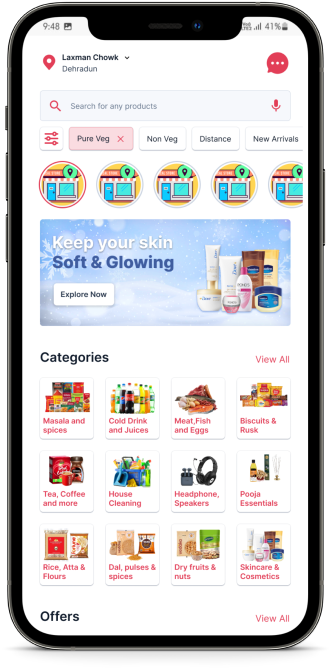 9:48
41%
Laxman Chowk
Dehradun
Search for any products
Pure Veg
Non Veg
Distance
New Arrivals
Keep your skin
Soft & Glowing
Explore Now
Categories
View All
Masala and
spices
Cold Drink
and Juices
Meat,Fish
and Eggs
Biscuits &
Rusk
Tea, Coffee
and more
House
Cleaning
Headphone,
Speakers
Pooja
Essentials
Rice, Atta &
Flours
Dal, pulses &
spices
Dry fruits &
nuts
Skincare &
Cosmetics
Offers
View All